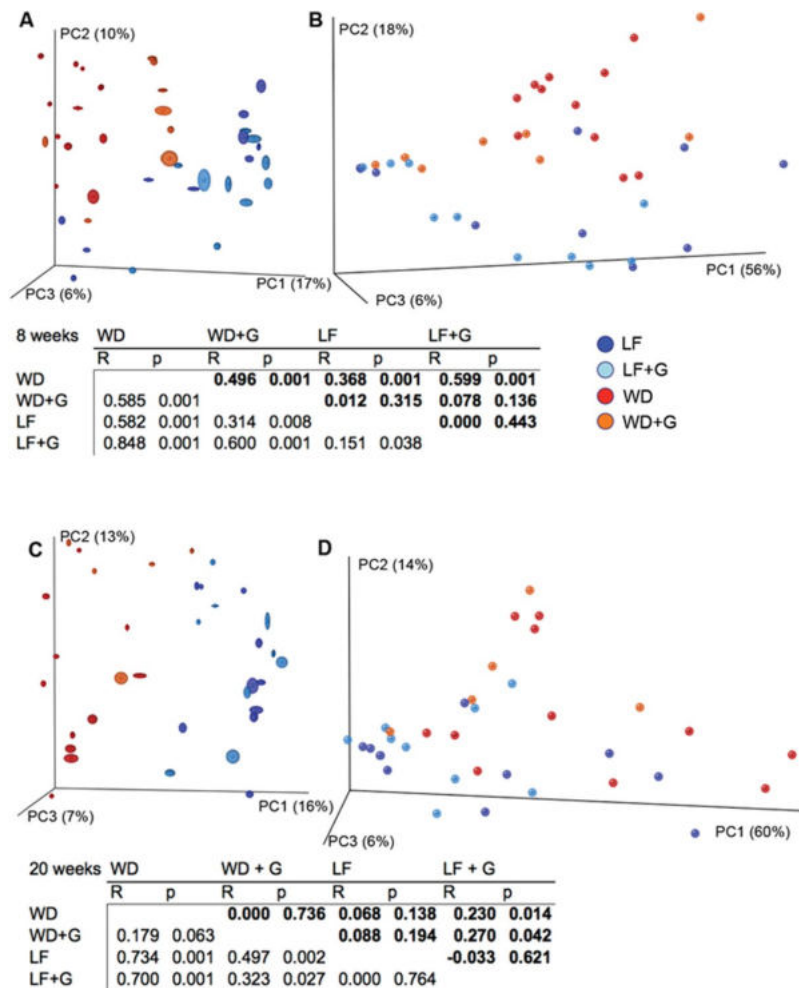 A
PC2 (10%)
PC3 (6%)
PC1 (17%)
B
PC2 (18%)
PC3 (6%)
PC1 (56%)
8 weeks WD WD+G LF LF+G
R p R p R p R p
WD 0.496 0.001 0.368 0.001 0.599 0.001
WD+G 0.585 0.001 0.012 0.315 0.078 0.136
LF 0.582 0.001 0.314 0.008 0.000 0.443
LF+G 0.848 0.001 0.600 0.001 0.151 0.038
LF
LF+G
WD
WD+G
C
PC2 (13%)
PC3 (7%)
PC1 (16%)
D
PC2 (14%)
PC3 (6%)
PC1 (60%)
20 weeks WD WD + G LF LF + G
R p R p R p R p
WD 0.000 0.736 0.068 0.138 0.230 0.014
WD+G 0.179 0.063 0.088 0.194 0.270 0.042
LF 0.734 0.001 0.497 0.002 -0.033 0.621
LF+G 0.700 0.001 0.323 0.027 0.000 0.764